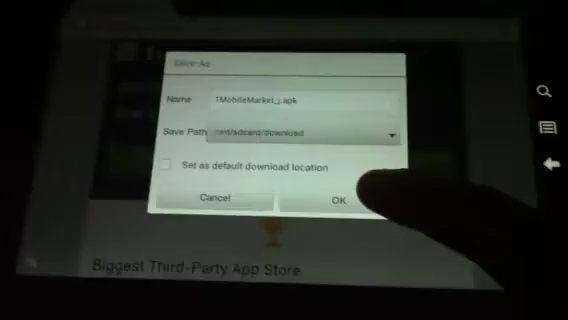 Save As
Name 1MobileMarket_j.apk
Save Path /mnt/sdcard/download
Set as default download location
Cancel OK
Biggest Third-Party App Store